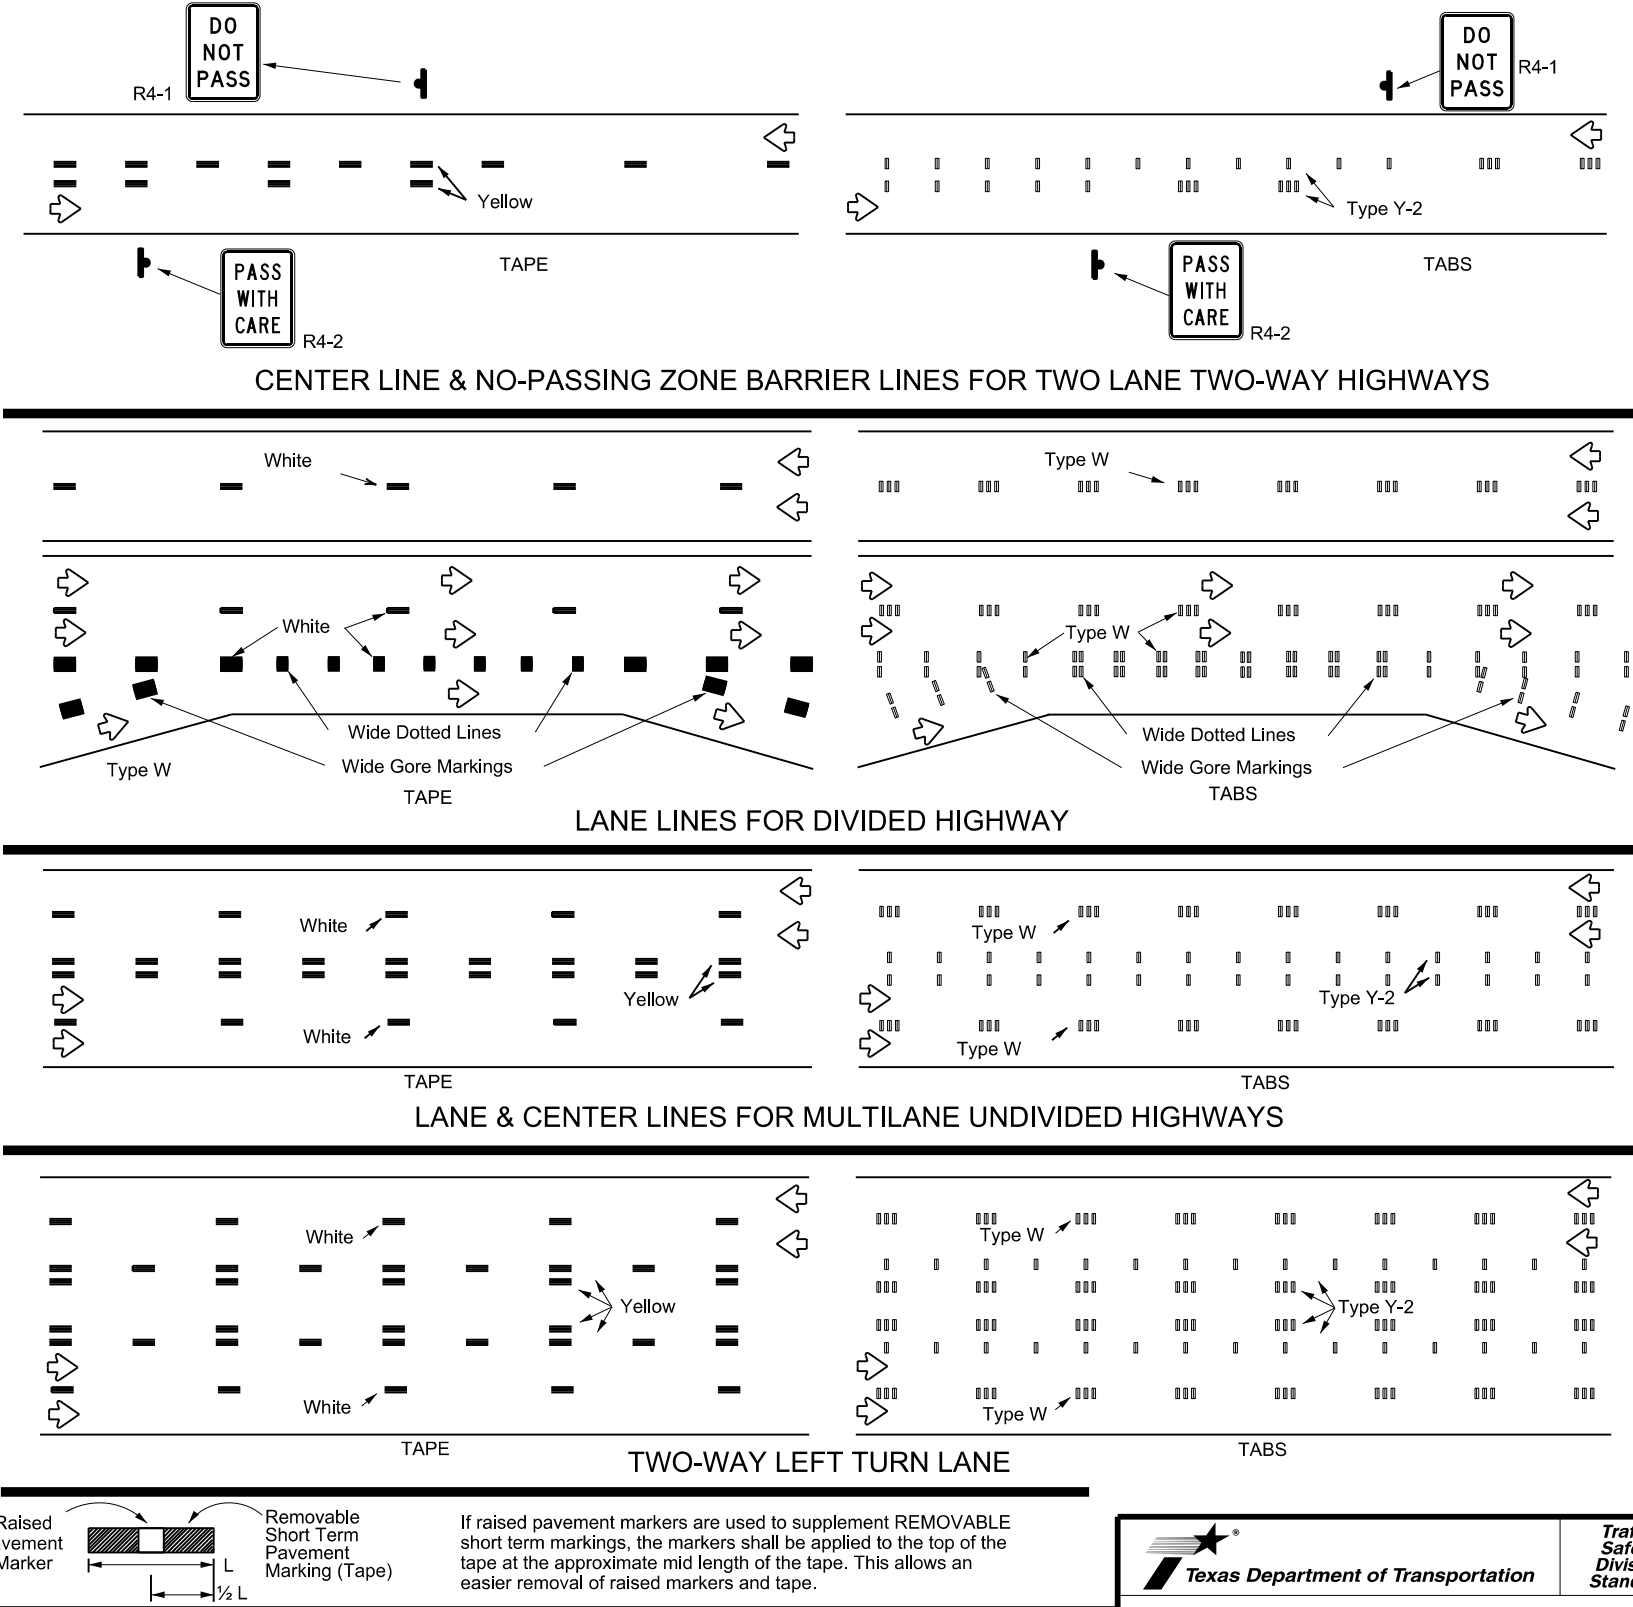 DO
NOT
PASS
R4-1
DO
NOT
PASS
R4-1
Yellow
Type Y-2
TAPE
TABS
PASS
WITH
CARE
R4-2
PASS
WITH
CARE
R4-2
CENTER LINE & NO-PASSING ZONE BARRIER LINES FOR TWO LANE TWO-WAY HIGHWAYS
White
Type W
White
Type W
Wide Dotted Lines
Wide Dotted Lines
Type W
Wide Gore Markings
Wide Gore Markings
TAPE
TABS
LANE LINES FOR DIVIDED HIGHWAY
White
Type W
Yellow
Type Y-2
White
Type W
TAPE
TABS
LANE & CENTER LINES FOR MULTILANE UNDIVIDED HIGHWAYS
White
Type W
Yellow
Type Y-2
White
Type W
TAPE
TABS
TWO-WAY LEFT TURN LANE
Raised
avement
Marker
L
½ L
Removable
Short Term
Pavement
Marking (Tape)
If raised pavement markers are used to supplement REMOVABLE
short term markings, the markers shall be applied to the top of the
tape at the approximate mid length of the tape. This allows an
easier removal of raised markers and tape.
®
Texas Department of Transportation
Traf
Safe
Divis
Stand